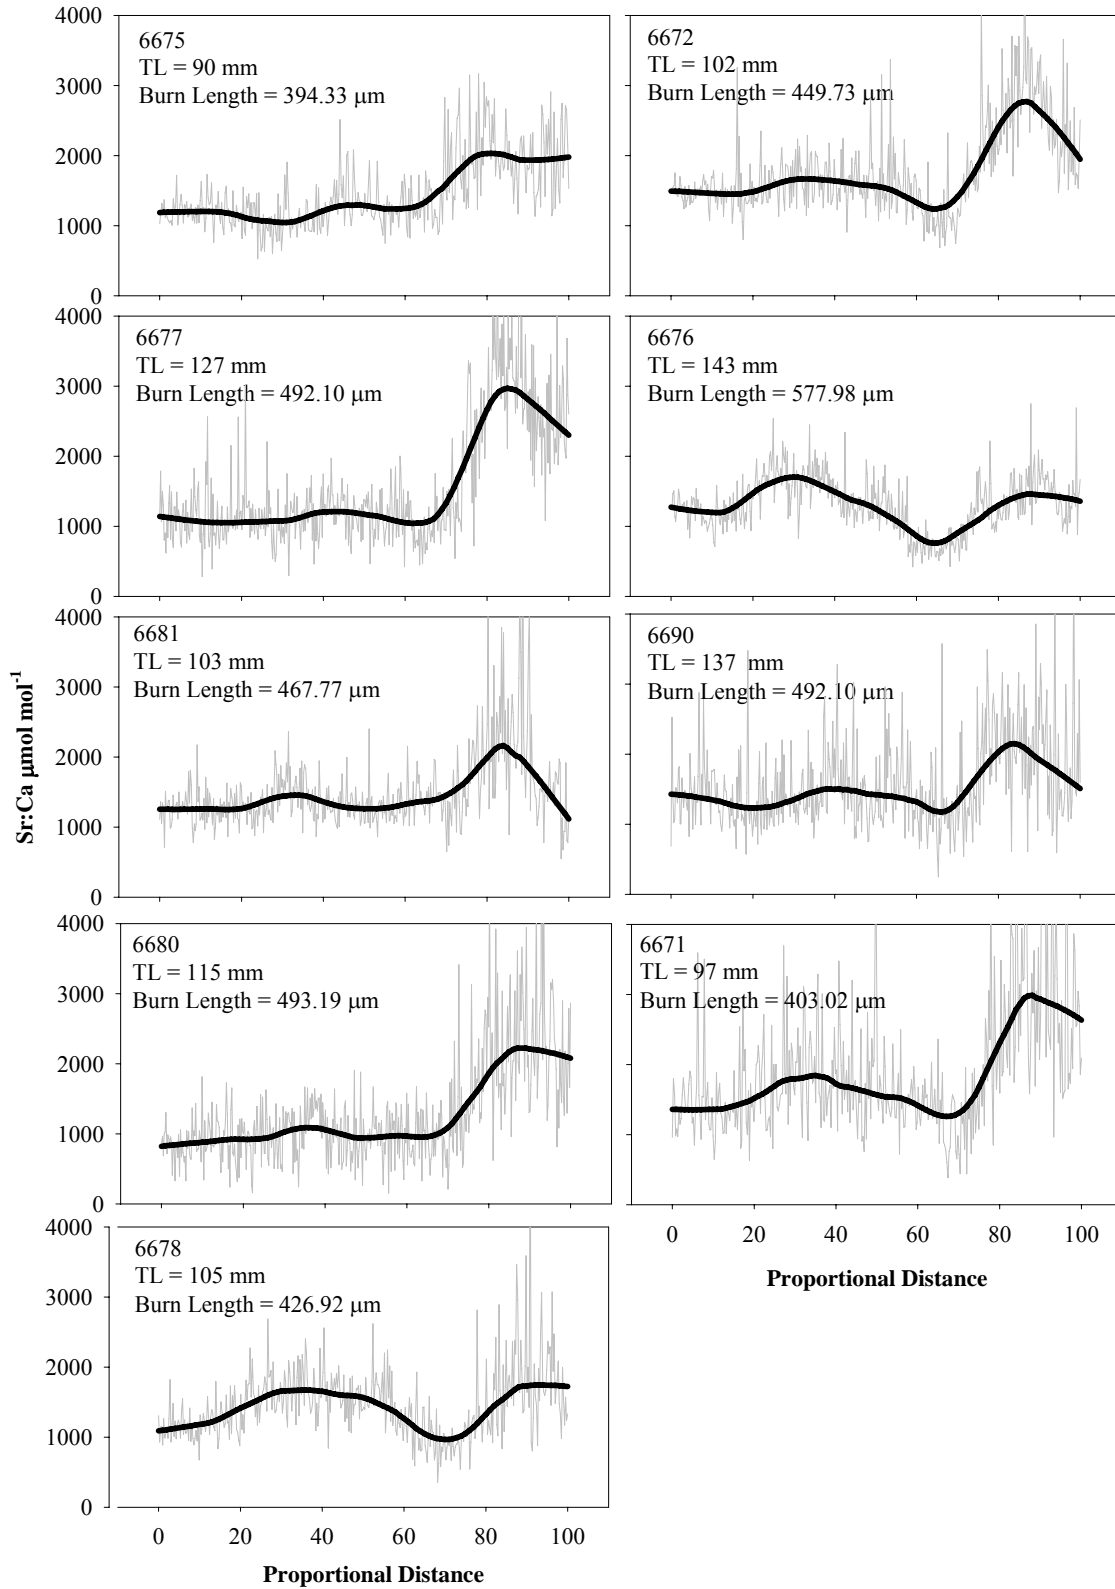 4000
3000
2000
1000
0
6675
TL = 90 mm
Burn Length = 394.33 µm
6672
TL = 102 mm
Burn Length = 449.73 µm
4000
3000
2000
1000
0
6677
TL = 127 mm
Burn Length = 492.10 µm
6676
TL = 143 mm
Burn Length = 577.98 µm
Sr:Ca µmol mol⁻¹
4000
3000
2000
1000
0
6681
TL = 103 mm
Burn Length = 467.77 µm
6690
TL = 137 mm
Burn Length = 492.10 µm
4000
3000
2000
1000
0
6680
TL = 115 mm
Burn Length = 493.19 µm
6671
TL = 97 mm
Burn Length = 403.02 µm
0 20 40 60 80 100
Proportional Distance
4000
3000
2000
1000
0
6678
TL = 105 mm
Burn Length = 426.92 µm
0 20 40 60 80 100
Proportional Distance